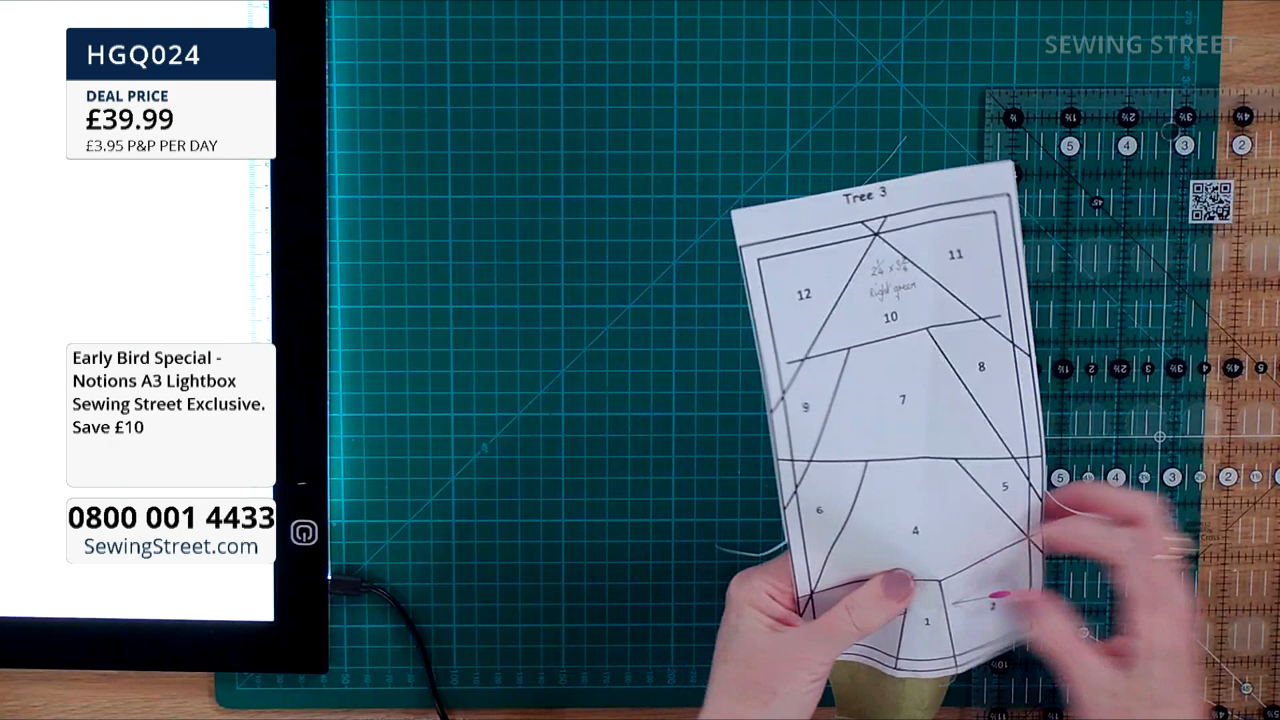 HGQ024
DEAL PRICE
£39.99
£3.95 P&P PER DAY
Early Bird Special -
Notions A3 Lightbox
Sewing Street Exclusive.
Save £10
0800 001 4433
SewingStreet.com
SEWING STREET
Tree 3
11
12
light green
10
8
9
7
5
6
4
1
2